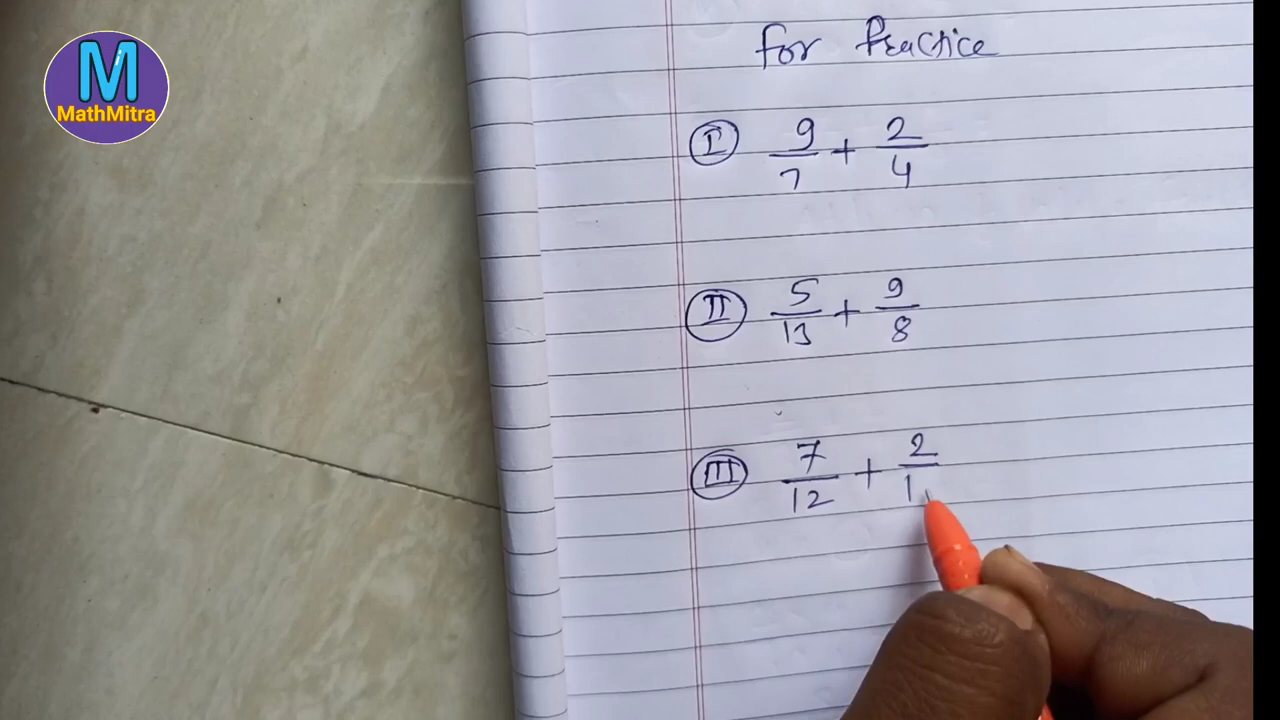 M
MathMitra
for Practice
I 9/7 + 2/4
II 5/13 + 9/8
III 7/12 + 2/1